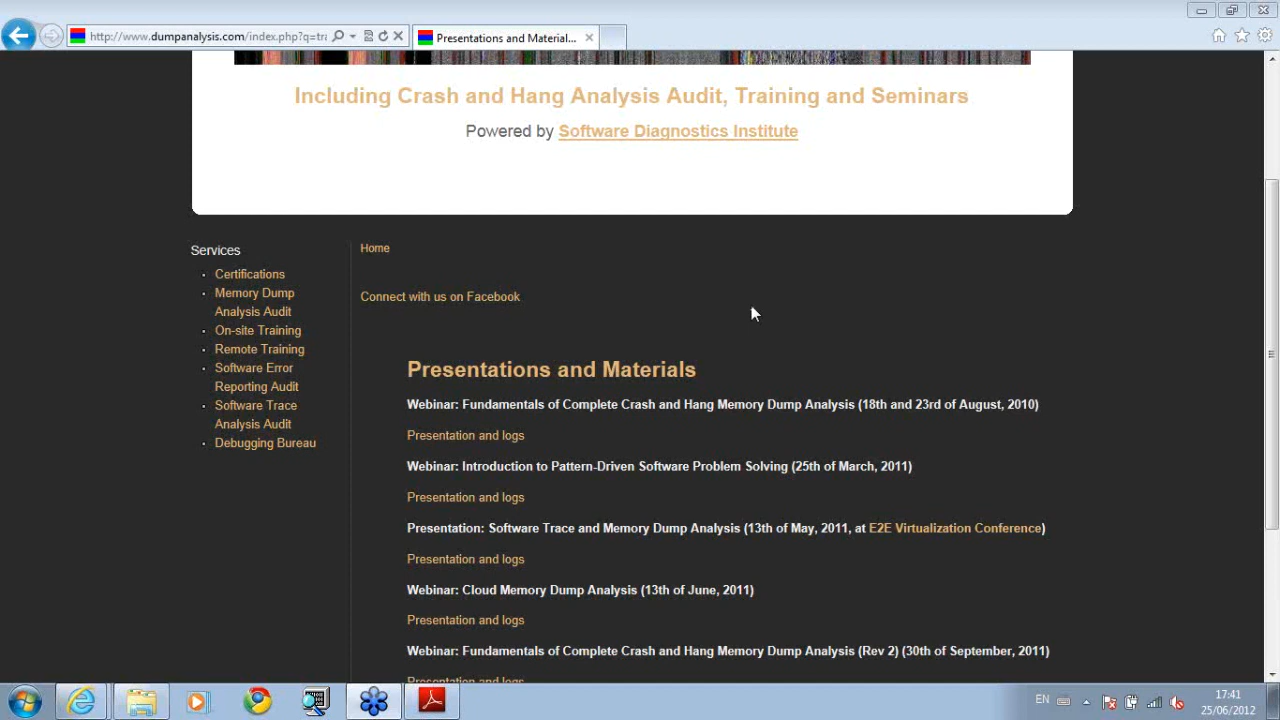 http://www.dumpanalysis.com/index.php?q=tra
Presentations and Material...
Including Crash and Hang Analysis Audit, Training and Seminars
Powered by Software Diagnostics Institute
Services
Certifications
Memory Dump
Analysis Audit
On-site Training
Remote Training
Software Error
Reporting Audit
Software Trace
Analysis Audit
Debugging Bureau
Home
Connect with us on Facebook
Presentations and Materials
Webinar: Fundamentals of Complete Crash and Hang Memory Dump Analysis (18th and 23rd of August, 2010)
Presentation and logs
Webinar: Introduction to Pattern-Driven Software Problem Solving (25th of March, 2011)
Presentation and logs
Presentation: Software Trace and Memory Dump Analysis (13th of May, 2011, at E2E Virtualization Conference)
Presentation and logs
Webinar: Cloud Memory Dump Analysis (13th of June, 2011)
Presentation and logs
Webinar: Fundamentals of Complete Crash and Hang Memory Dump Analysis (Rev 2) (30th of September, 2011)
Presentation and logs
EN
17:41
25/06/2012